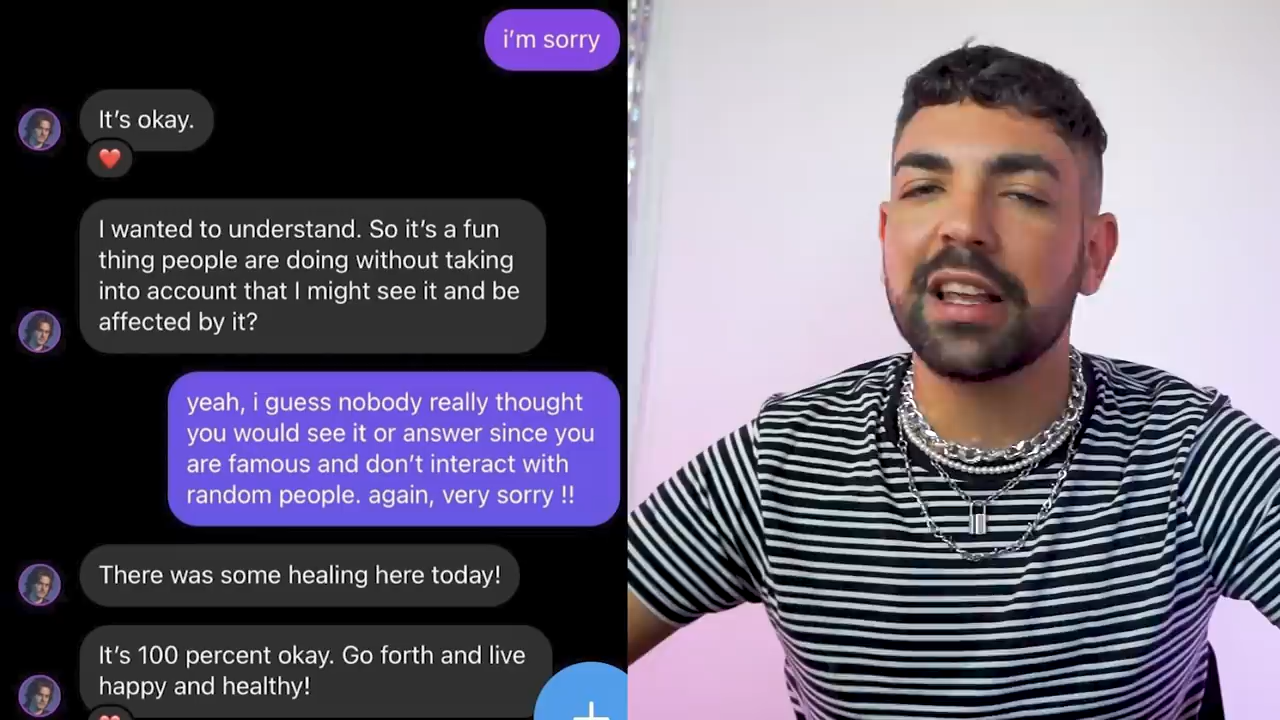 i’m sorry
It’s okay.
I wanted to understand. So it’s a fun
thing people are doing without taking
into account that I might see it and be
affected by it?
yeah, i guess nobody really thought
you would see it or answer since you
are famous and don’t interact with
random people. again, very sorry !!
There was some healing here today!
It’s 100 percent okay. Go forth and live
happy and healthy!